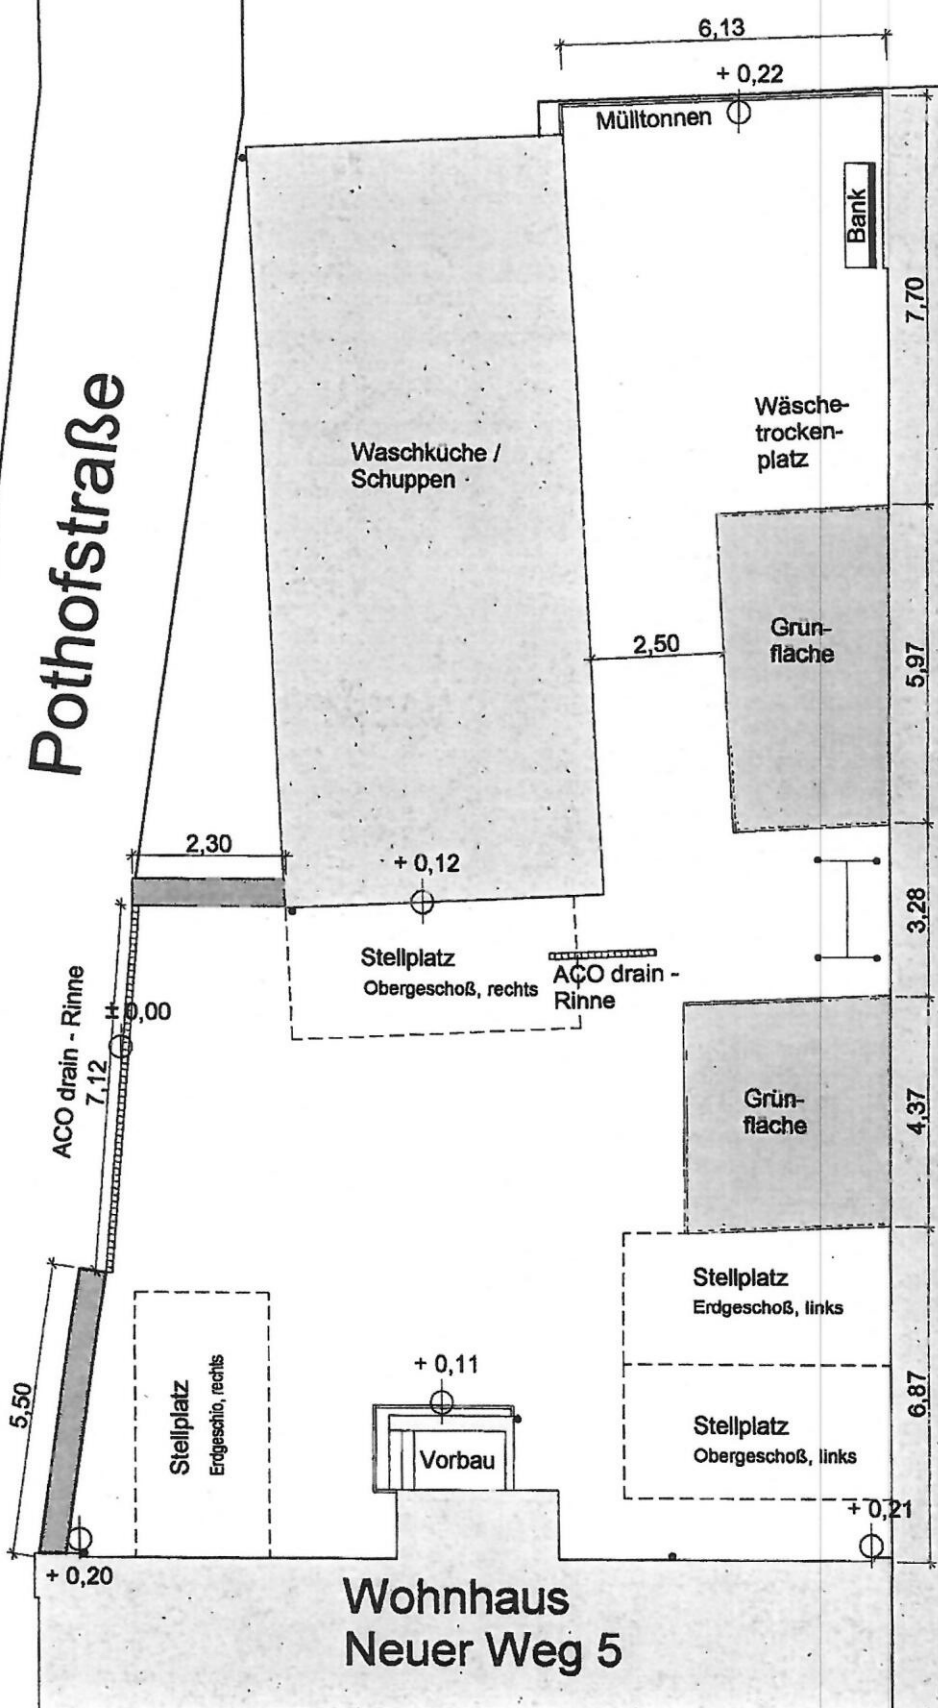 6,13
+ 0,22
Mülltonnen
Bank
7,70
Pothofstraße
Wäsche-
trocken-
platz
Waschküche /
Schuppen
Grün-
fläche
2,50
5,97
2,30
+ 0,12
3,28
Stellplatz
Obergeschoß, rechts
ACO drain -
Rinne
ACO drain - Rinne
± 0,00
7,12
Grün-
fläche
4,37
Stellplatz
Erdgeschoß, links
5,50
Stellplatz
Erdgeschio, rechts
+ 0,11
Vorbau
Stellplatz
Obergeschoß, links
6,87
+ 0,21
+ 0,20
Wohnhaus
Neuer Weg 5